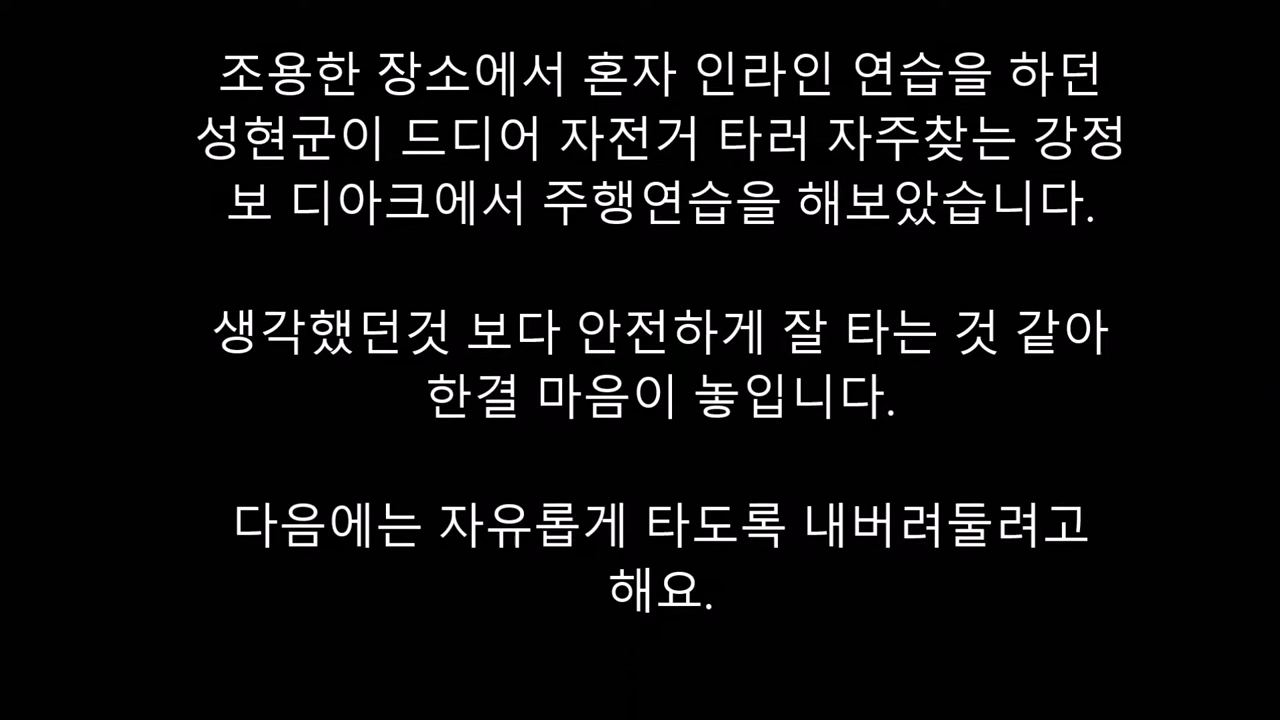 조용한 장소에서 혼자 인라인 연습을 하던
성현군이 드디어 자전거 타러 자주찾는 강정
보 디아크에서 주행연습을 해보았습니다.
생각했던것 보다 안전하게 잘 타는 것 같아
한결 마음이 놓입니다.
다음에는 자유롭게 타도록 내버려둘려고
해요.